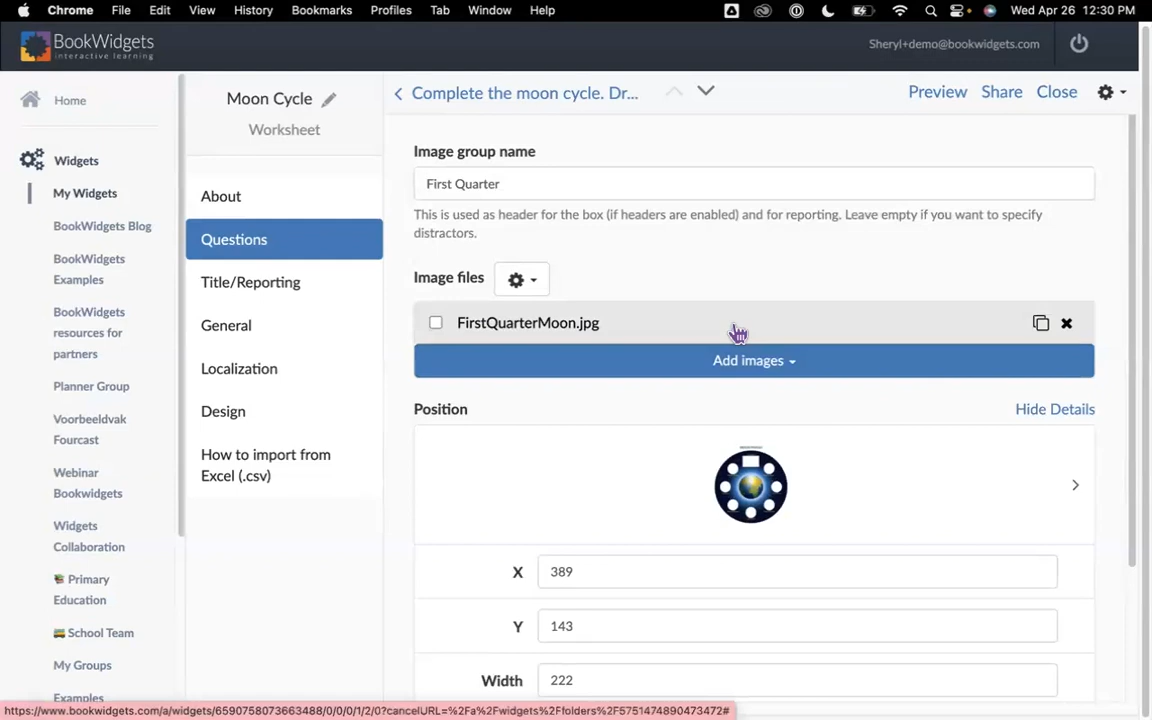 Chrome File Edit View History Bookmarks Profiles Tab Window Help Wed Apr 26 12:30 PM
BookWidgets
interactive learning
Sheryl+demo@bookwidgets.com
Home
Widgets
My Widgets
BookWidgets Blog
BookWidgets
Examples
BookWidgets
resources for
partners
Planner Group
Voorbeeldvak
Fourcast
Webinar
Bookwidgets
Widgets
Collaboration
Primary
Education
School Team
My Groups
Examples
Moon Cycle
Worksheet
About
Questions
Title/Reporting
General
Localization
Design
How to import from
Excel (.csv)
Complete the moon cycle. Dr...
Preview Share Close
Image group name
First Quarter
This is used as header for the box (if headers are enabled) and for reporting. Leave empty if you want to specify
distractors.
Image files
FirstQuarterMoon.jpg
Add images
Position Hide Details
X 389
Y 143
Width 222
https://www.bookwidgets.com/a/widgets/6590758073663488/0/0/0/1/2/0?cancelURL=%2Fa%2Fwidgets%2Ffolders%2F5751474890473472#